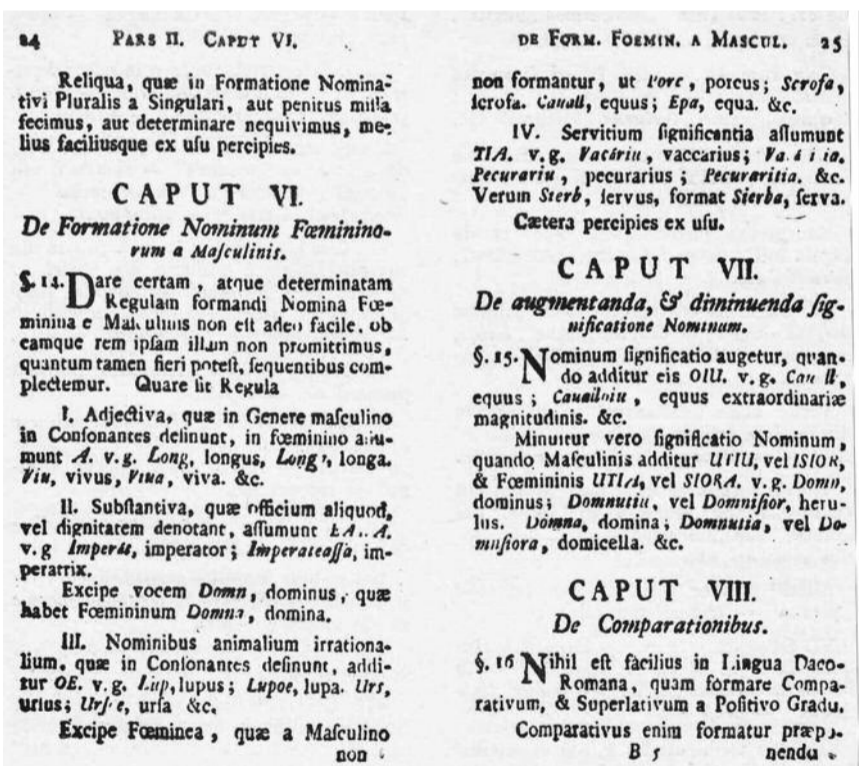 24 PARS II. CAPUT VI.
Reliqua, quæ in Formatione Nomina-
tivi Pluralis a Singulari, aut penitus missa
fecimus, aut determinare nequivimus, me-
lius faciliusque ex usu percipies.
CAPUT VI.
De Formatione Nominum Fæminino-
rum a Masculinis.
§. 14. Dare certam, atque determinatam
Regulam formandi Nomina Fœ-
minina e Masculinis non est adeo facile, ob
eamque rem ipsam illam non promittimus,
quantum tamen fieri potest, sequentibus com-
plectemur. Quare sit Regula
I. Adjectiva, quæ in Genere masculino
in Consonantes desinunt, in fœminino assu-
munt A. v. g. Long, longus, Longa, longa.
Viu, vivus, Viua, viva. &c.
II. Substantiva, quæ officium aliquod,
vel dignitatem denotant, assumunt
v. g Imperát, imperator; Imperateassa, im-
peratrix.
Excipe vocem Domn, dominus, quæ
habet Fœmininum Domna, domina.
III. Nominibus animalium irrationa-
lium, quæ in Consonantes desinunt, addi-
tur OE. v. g. Lup, lupus; Lupoe, lupa. Urs,
ursus; ursa &c.
Excipe Fœminea, quæ a Masculino
non
DE FORM. FOEMIN. A MASCUL. 25
non formantur, ut Porc, porcus; Scrofa,
scrofa. Cauall, equus; Epa, equa. &c.
IV. Servitium significantia assumunt
TIA. v. g. Vacáriu, vaccarius;
Pecurariu, pecurarius; Pecuraritia. &c.
Verum Sterb, servus, format Sierba, serva.
Cætera percipies ex usu.
CAPUT VII.
De augmentanda, & diminuenda sig-
nificatione Nominum.
§. 15. Nominum significatio augetur, quan-
do additur eis OIU. v. g.
equus; equus extraordinariæ
magnitudinis. &c.
Minuitur vero significatio Nominum,
quando Masculinis additur UTIU, vel ISIOR,
& Fœmininis UTIA, vel SIORA. v. g. Domn,
dominus; Domnutiu, vel Domnisior, heru-
lus. Domna, domina; Domnutia, vel Do-
mnisiora, domicella. &c.
CAPUT VIII.
De Comparationibus.
§. 16 Nihil est facilius in Lingua Daco-
Romana, quam formare Compa-
rativum, & Superlativum a Positivo Gradu.
Comparativus enim formatur præpo-
B 5 nendo